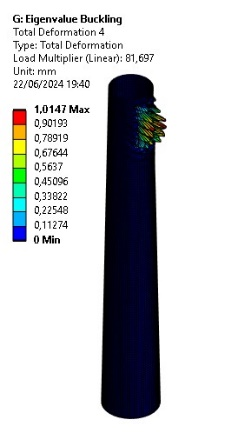 G: Eigenvalue Buckling
Total Deformation 4
Type: Total Deformation
Load Multiplier (Linear): 81,697
Unit: mm
22/06/2024 19:40
1,0147 Max
0,90193
0,78919
0,67644
0,5637
0,45096
0,33822
0,22548
0,11274
0 Min